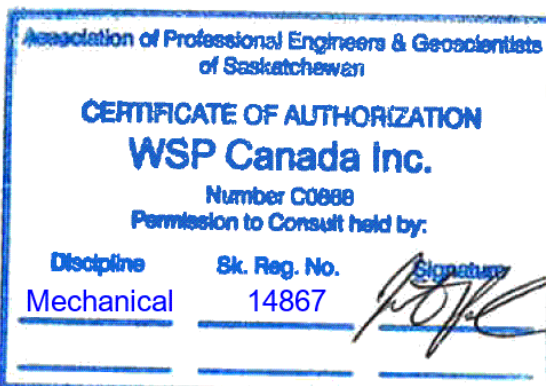 Association of Professional Engineers & Geoscientists
of Saskatchewan
CERTIFICATE OF AUTHORIZATION
WSP Canada Inc.
Number
Permission to Consult held by:
Discipline Sk. Reg. No. Signature
Mechanical 14867